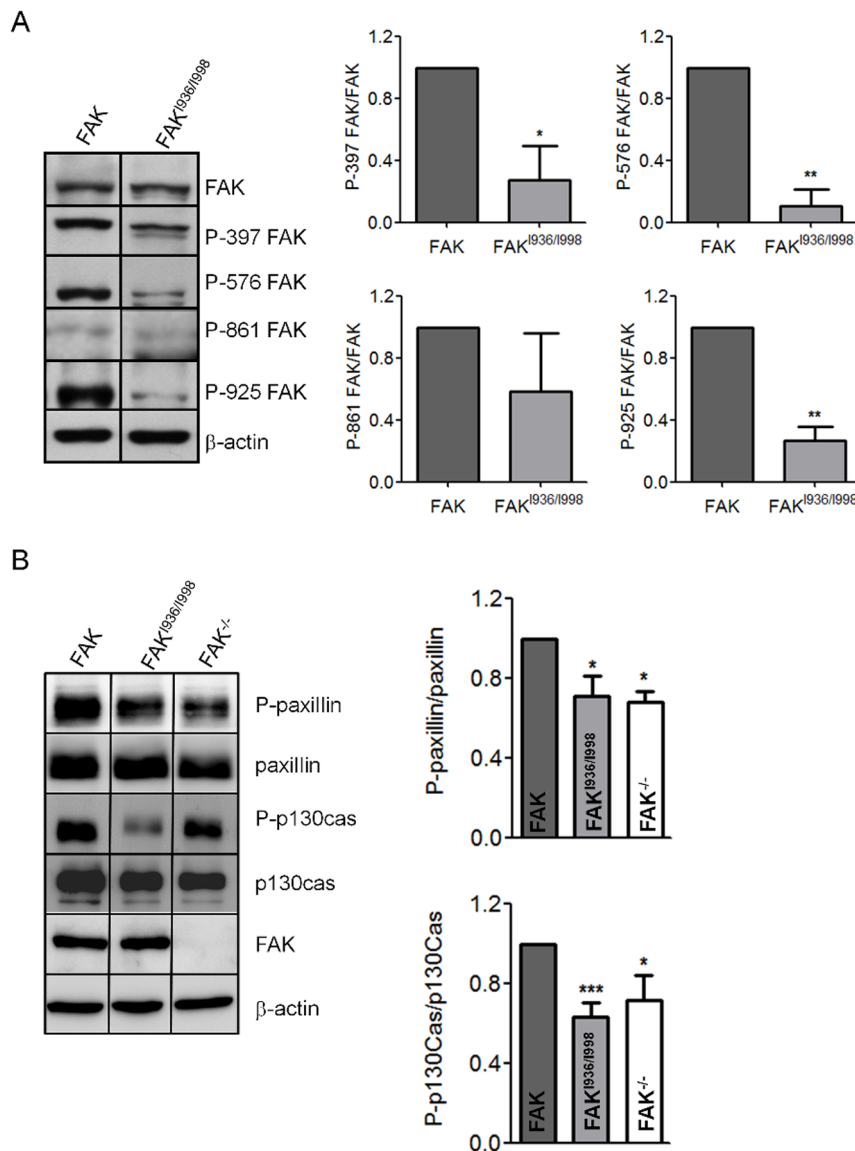 A
FAK
FAK^I936/I998
FAK
P-397 FAK
P-576 FAK
P-861 FAK
P-925 FAK
β-actin
P-397 FAK/FAK
1.2
0.8
0.4
0.0
*
FAK
FAK^I936/I998
P-576 FAK/FAK
1.2
0.8
0.4
0.0
**
FAK
FAK^I936/I998
P-861 FAK/FAK
1.2
0.8
0.4
0.0
FAK
FAK^I936/I998
P-925 FAK/FAK
1.2
0.8
0.4
0.0
**
FAK
FAK^I936/I998
B
FAK
FAK^I936/I998
FAK^-/-
P-paxillin
paxillin
P-p130cas
p130cas
FAK
β-actin
P-paxillin/paxillin
1.2
0.8
0.4
0.0
*
*
FAK
FAK^I936/I998
FAK^-/-
P-p130Cas/p130Cas
1.2
0.8
0.4
0.0
***
*
FAK
FAK^I936/I998
FAK^-/-